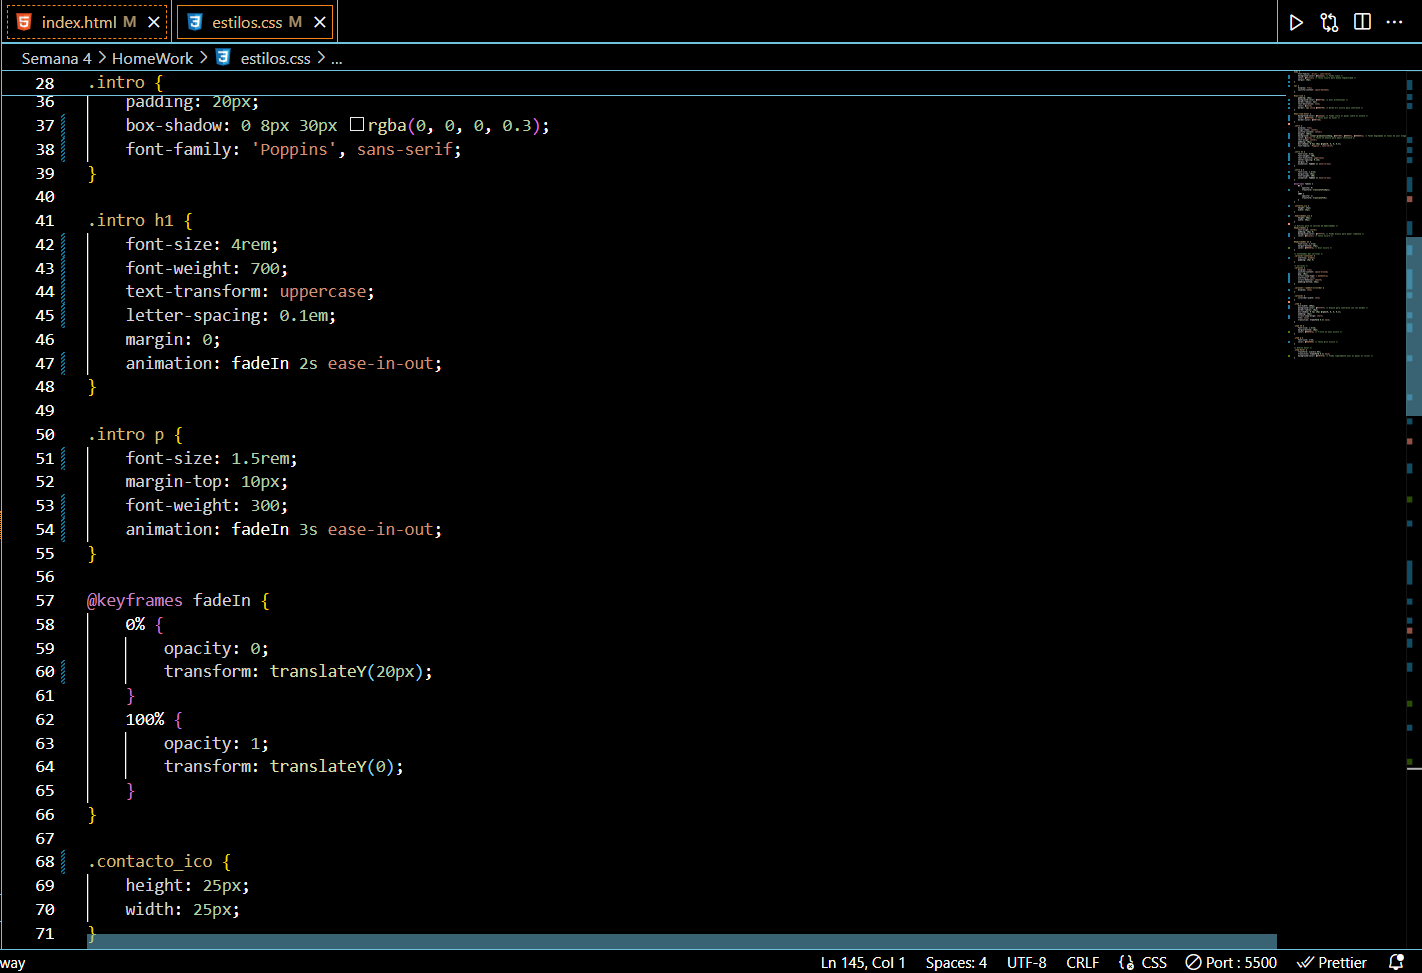 index.html M
estilos.css M
Semana 4 > HomeWork > estilos.css > ...
28 .intro {
36 padding: 20px;
37 box-shadow: 0 8px 30px rgba(0, 0, 0, 0.3);
38 font-family: 'Poppins', sans-serif;
39 }
40
41 .intro h1 {
42 font-size: 4rem;
43 font-weight: 700;
44 text-transform: uppercase;
45 letter-spacing: 0.1em;
46 margin: 0;
47 animation: fadeIn 2s ease-in-out;
48 }
49
50 .intro p {
51 font-size: 1.5rem;
52 margin-top: 10px;
53 font-weight: 300;
54 animation: fadeIn 3s ease-in-out;
55 }
56
57 @keyframes fadeIn {
58 0% {
59 opacity: 0;
60 transform: translateY(20px);
61 }
62 100% {
63 opacity: 1;
64 transform: translateY(0);
65 }
66 }
67
68 .contacto_ico {
69 height: 25px;
70 width: 25px;
71 }
way Ln 145, Col 1 Spaces: 4 UTF-8 CRLF {} CSS Port : 5500 Prettier